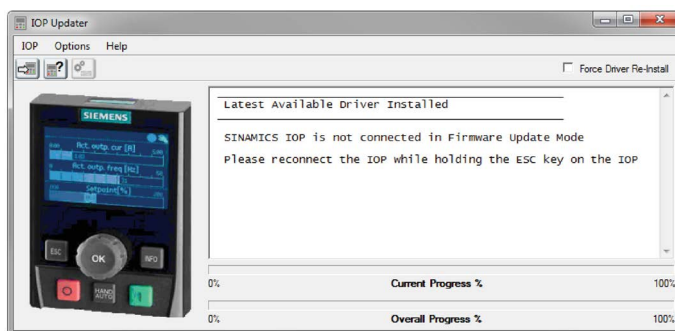 IOP Updater
IOP Options Help
Force Driver Re-Install
SIEMENS
Act. outp. cur [A]
Act. outp. freq [Hz]
Setpoint[%]
ESC
OK
INFO
HAND
AUTO
Latest Available Driver Installed
SINAMICS IOP is not connected in Firmware Update Mode
Please reconnect the IOP while holding the ESC key on the IOP
0% Current Progress % 100%
0% Overall Progress % 100%